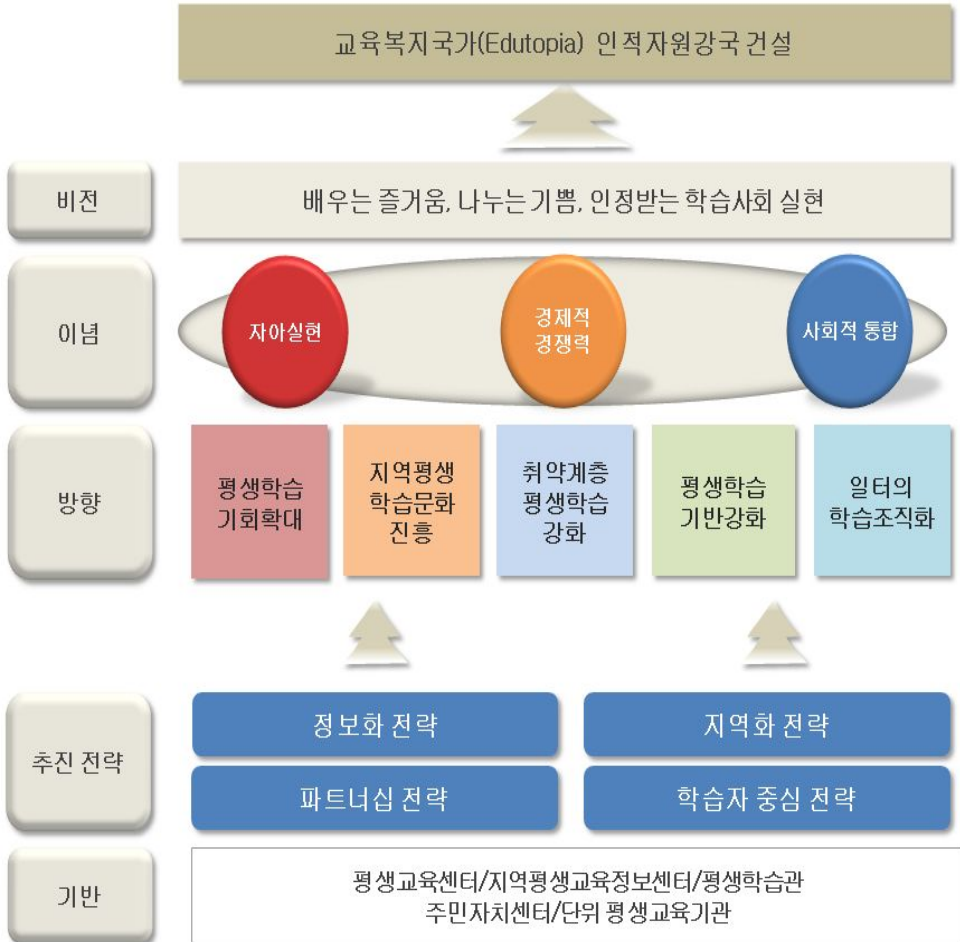 교육복지국가(Edutopia) 인적자원강국 건설
비전
배우는 즐거움, 나누는 기쁨, 인정받는 학습사회 실현
이념
자아실현
경제적
경쟁력
사회적 통합
방향
평생학습
기회확대
지역평생
학습문화
진흥
취약계층
평생학습
강화
평생학습
기반강화
일터의
학습조직화
추진 전략
정보화 전략
지역화 전략
파트너십 전략
학습자 중심 전략
기반
평생교육센터/지역평생교육정보센터/평생학습관
주민자치센터/단위 평생교육기관